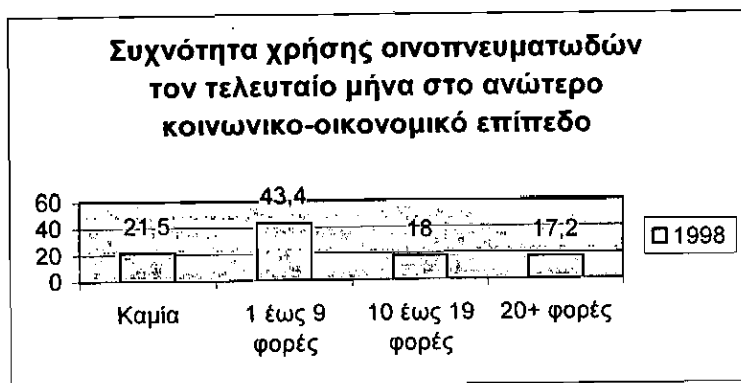 Συχνότητα χρήσης οινοπνευματωδών
τον τελευταίο μήνα στο ανώτερο
κοινωνικο-οικονομικό επίπεδο
60
40
20
0
21,5
43,4
18
17,2
Καμία
1 έως 9
φορές
10 έως 19
φορές
20+ φορές
1998